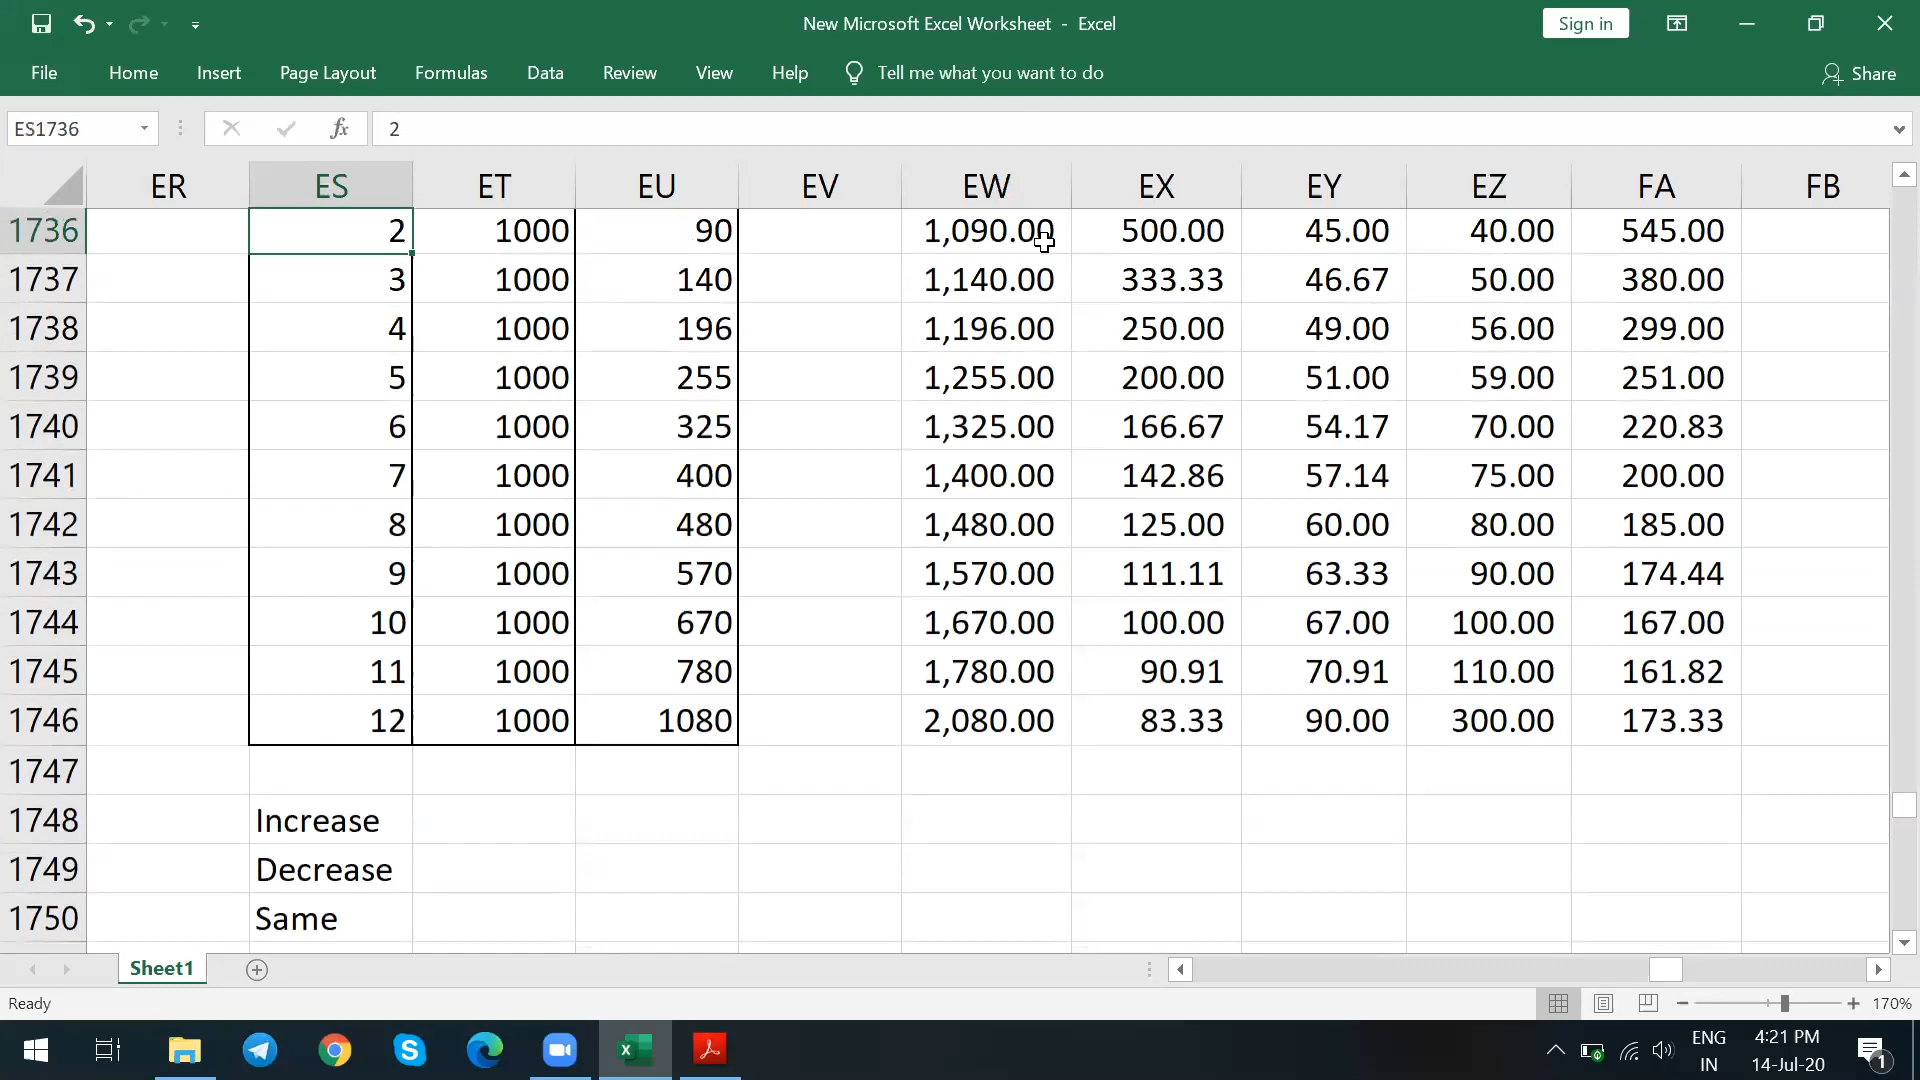 New Microsoft Excel Worksheet - Excel
Sign in
File Home Insert Page Layout Formulas Data Review View Help Tell me what you want to do Share
ES1736 fx 2
ER ES ET EU EV EW EX EY EZ FA FB
1736 2 1000 90 1,090.00 500.00 45.00 40.00 545.00
1737 3 1000 140 1,140.00 333.33 46.67 50.00 380.00
1738 4 1000 196 1,196.00 250.00 49.00 56.00 299.00
1739 5 1000 255 1,255.00 200.00 51.00 59.00 251.00
1740 6 1000 325 1,325.00 166.67 54.17 70.00 220.83
1741 7 1000 400 1,400.00 142.86 57.14 75.00 200.00
1742 8 1000 480 1,480.00 125.00 60.00 80.00 185.00
1743 9 1000 570 1,570.00 111.11 63.33 90.00 174.44
1744 10 1000 670 1,670.00 100.00 67.00 100.00 167.00
1745 11 1000 780 1,780.00 90.91 70.91 110.00 161.82
1746 12 1000 1080 2,080.00 83.33 90.00 300.00 173.33
1747
1748 Increase
1749 Decrease
1750 Same
Sheet1
Ready 170%
ENG 4:21 PM
IN 14-Jul-20 1